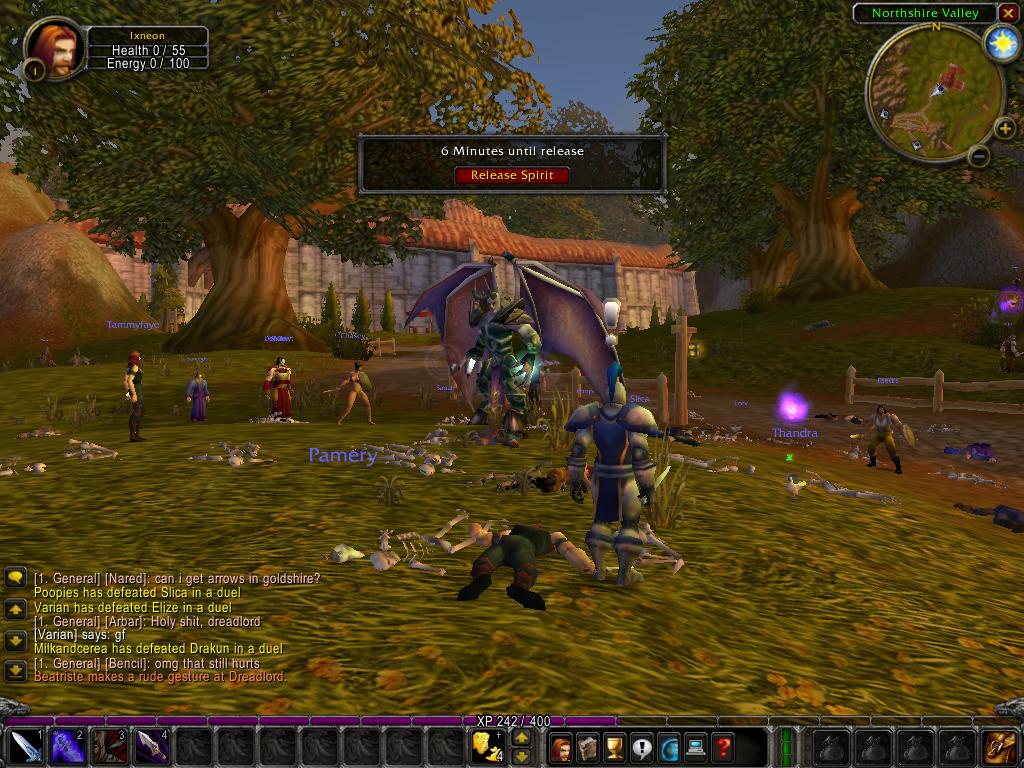 Ixneon
Health 0 / 55
Energy 0 / 100
1
Northshire Valley
N
6 Minutes until release
Release Spirit
Tammyfaye
Slica
Thandra
Pamery
[1. General] [Nared]: can i get arrows in goldshire?
Poopies has defeated Slica in a duel
Varian has defeated Elize in a duel
[1. General] [Arbar]: Holy shit, dreadlord
[Varian] says: gf
Milkandcerea has defeated Drakun in a duel
[1. General] [Bencil]: omg that still hurts
Beatriste makes a rude gesture at Dreadlord.
XP 242 / 400
1 2 3 4 4